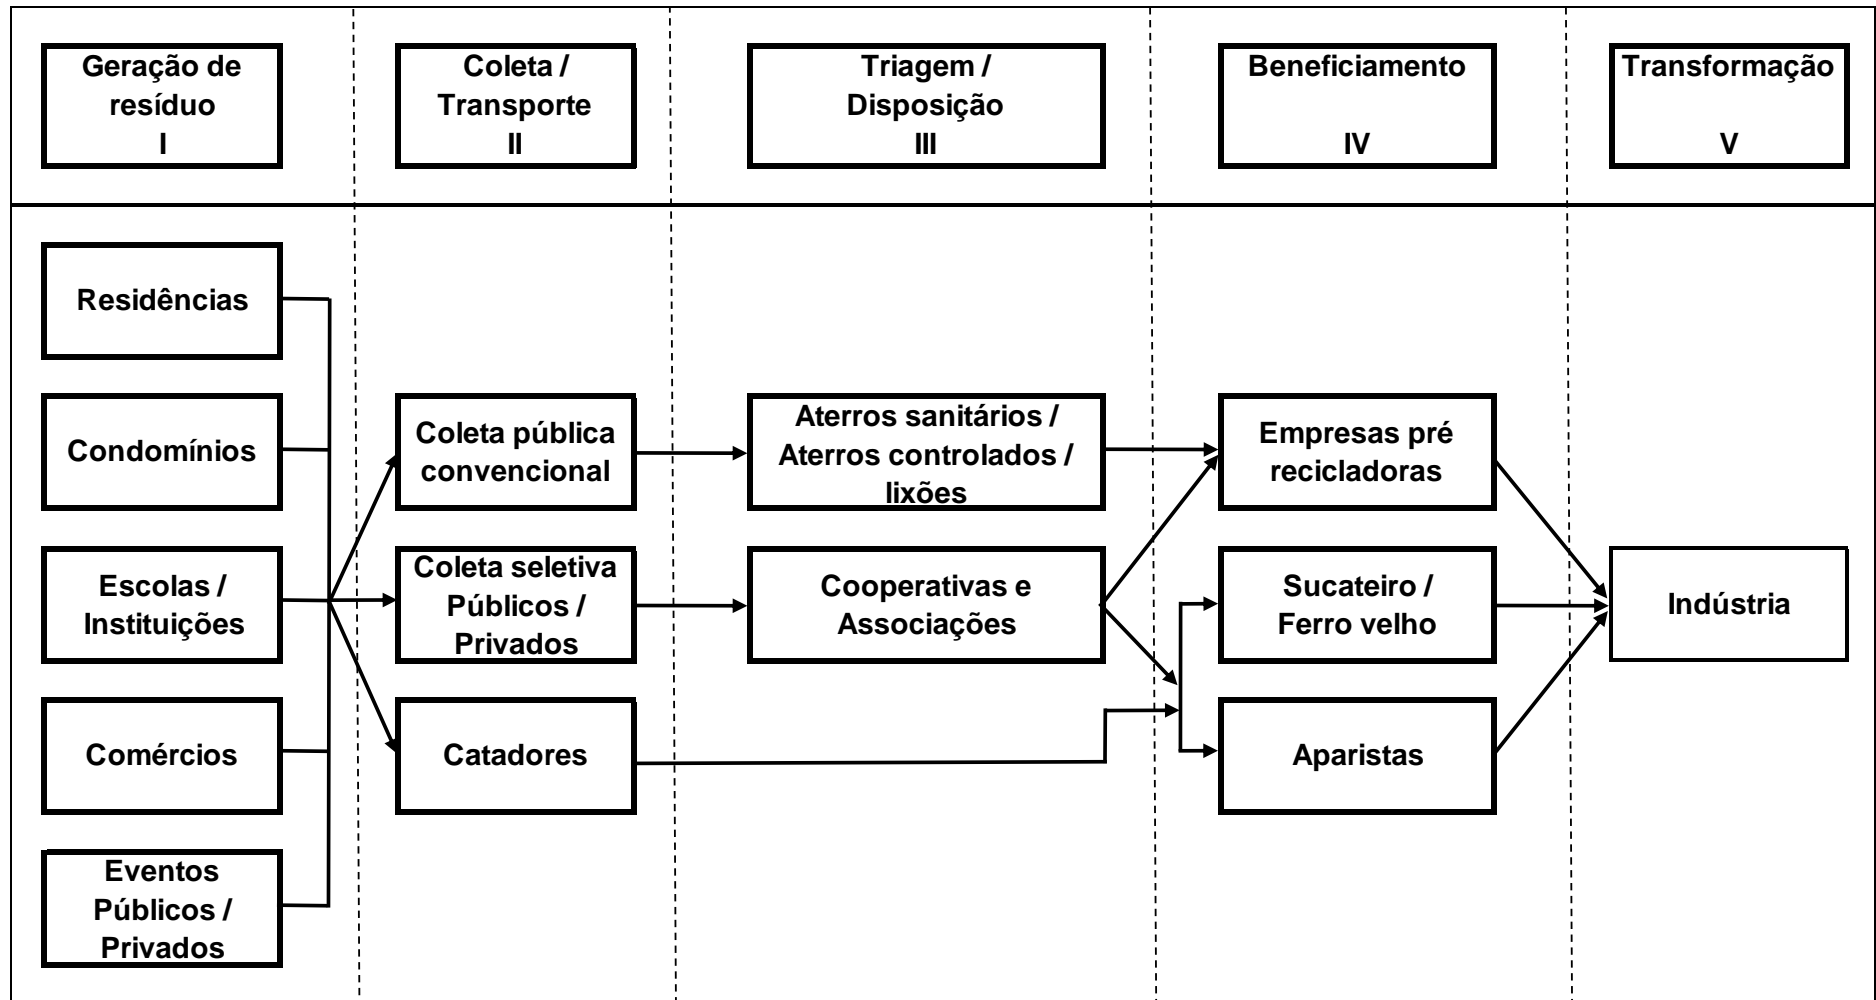 Geração de
resíduo
I
Coleta /
Transporte
II
Triagem /
Disposição
III
Beneficiamento
IV
Transformação
V
Residências
Condomínios
Escolas /
Instituições
Comércios
Eventos
Públicos /
Privados
Coleta pública
convencional
Coleta seletiva
Públicos /
Privados
Catadores
Aterros sanitários /
Aterros controlados /
lixões
Cooperativas e
Associações
Empresas pré
recicladoras
Sucateiro /
Ferro velho
Aparistas
Indústria